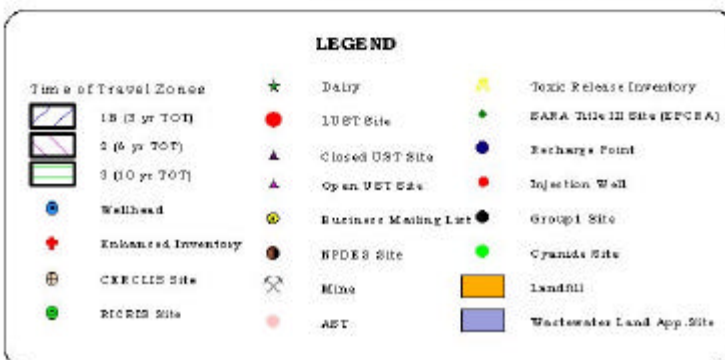 LEGEND
Time of Travel Zones
1B (3 yr TOT)
2 (6 yr TOT)
3 (10 yr TOT)
Wellhead
Enhanced Inventory
CERCLIS Site
RICRIS Site
Dairy
LUST Site
Closed UST Site
Open UST Site
Business Mailing List
NPDES Site
Mine
AST
Toxic Release Inventory
SARA Title III Site (EPCRA)
Recharge Point
Injection Well
Group1 Site
Cyanide Site
Landfill
Wastewater Land App.Site